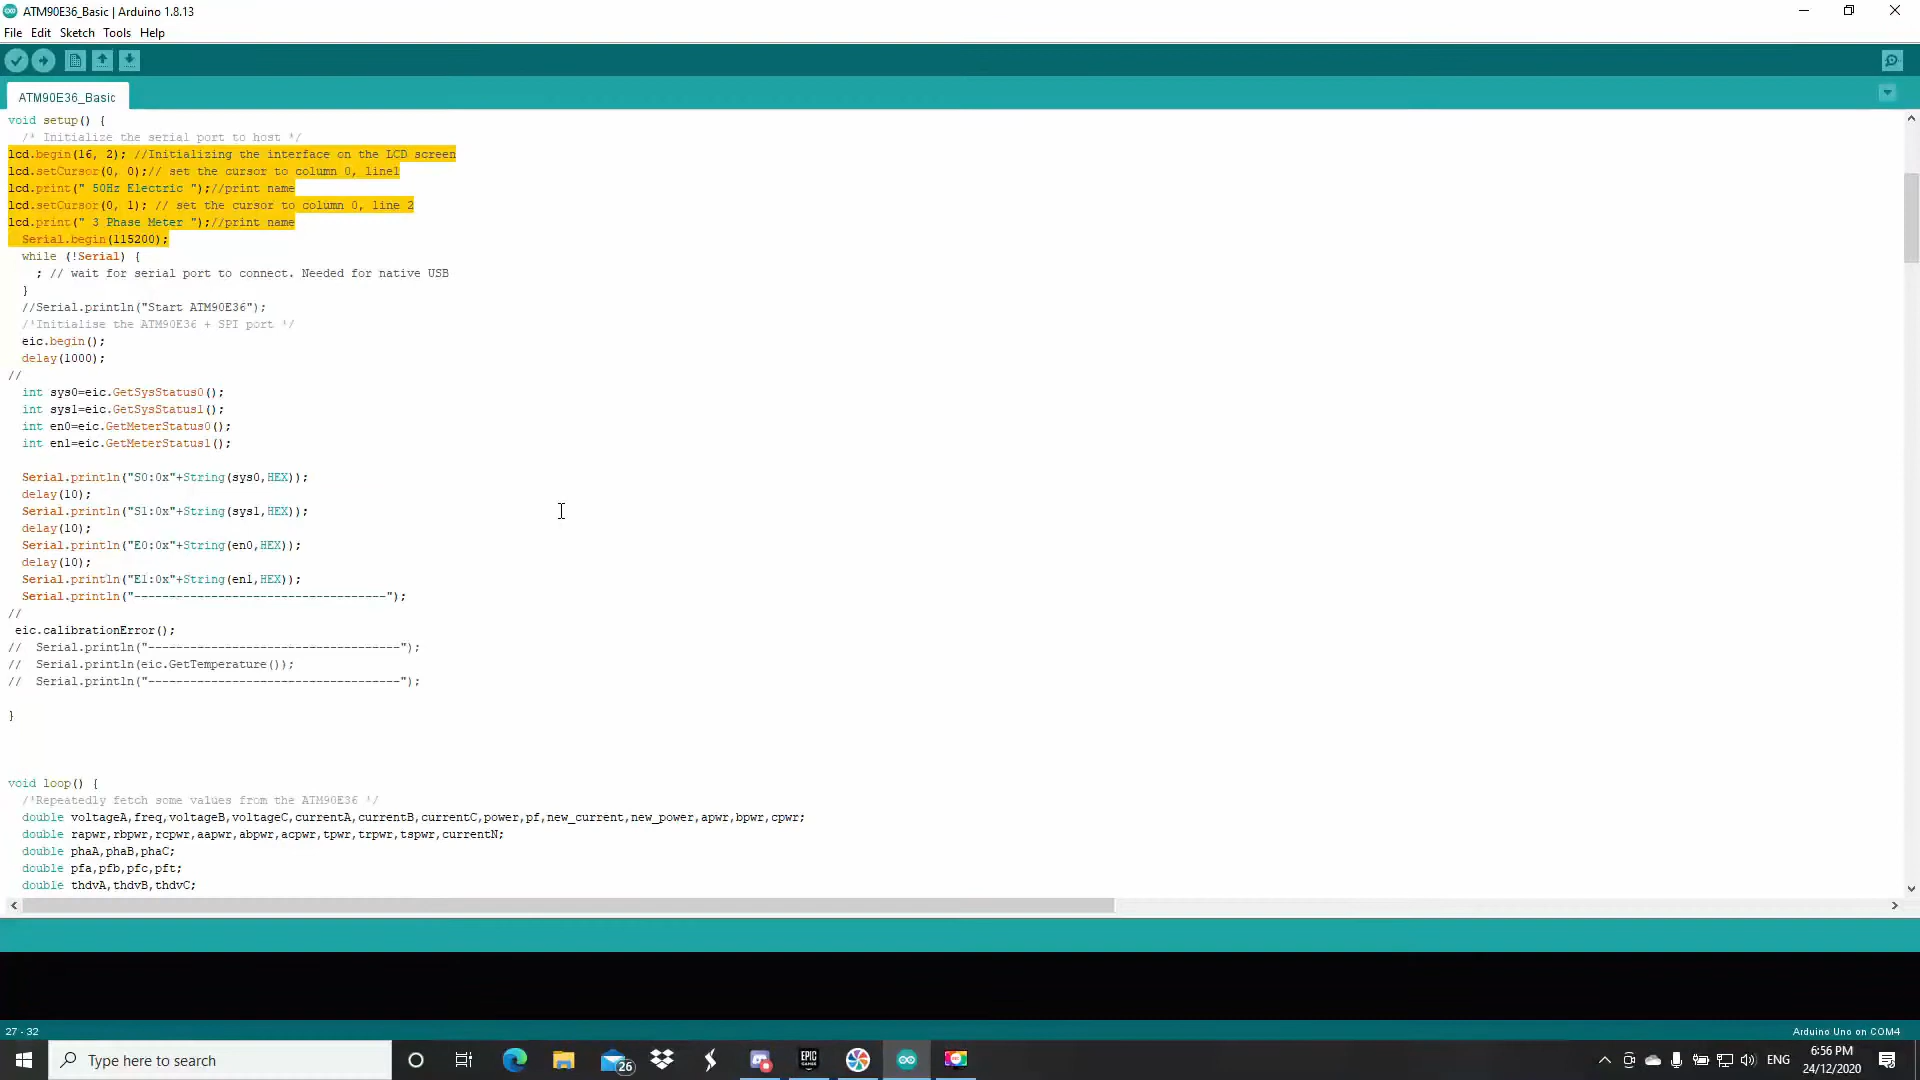 ATM90E36_Basic | Arduino 1.8.13
File Edit Sketch Tools Help
ATM90E36_Basic
void setup() {
/* Initialize the serial port to host */
lcd.begin(16, 2); //Initializing the interface on the LCD screen
lcd.setCursor(0, 0);// set the cursor to column 0, line1
lcd.print(" 50Hz Electric ");//print name
lcd.setCursor(0, 1); // set the cursor to column 0, line 2
lcd.print(" 3 Phase Meter ");//print name
Serial.begin(115200);
while (!Serial) {
; // wait for serial port to connect. Needed for native USB
}
//Serial.println("Start ATM90E36");
/*Initialise the ATM90E36 + SPI port */
eic.begin();
delay(1000);
//
int sys0=eic.GetSysStatus0();
int sys1=eic.GetSysStatus1();
int en0=eic.GetMeterStatus0();
int en1=eic.GetMeterStatus1();
Serial.println("S0:0x"+String(sys0,HEX));
delay(10);
Serial.println("S1:0x"+String(sys1,HEX));
delay(10);
Serial.println("E0:0x"+String(en0,HEX));
delay(10);
Serial.println("E1:0x"+String(en1,HEX));
Serial.println("------------------------------------");
//
eic.calibrationError();
// Serial.println("------------------------------------");
// Serial.println(eic.GetTemperature());
// Serial.println("------------------------------------");
}
void loop() {
/*Repeatedly fetch some values from the ATM90E36 */
double voltageA,freq,voltageB,voltageC,currentA,currentB,currentC,power,pf,new_current,new_power,apwr,bpwr,cpwr;
double rapwr,rbpwr,rcpwr,aapwr,abpwr,acpwr,tpwr,trpwr,tspwr,currentN;
double phaA,phaB,phaC;
double pfa,pfb,pfc,pft;
double thdvA,thdvB,thdvC;
27 - 32
Arduino Uno on COM4
Type here to search
26
EPIC GAMES
ENG
6:56 PM
24/12/2020